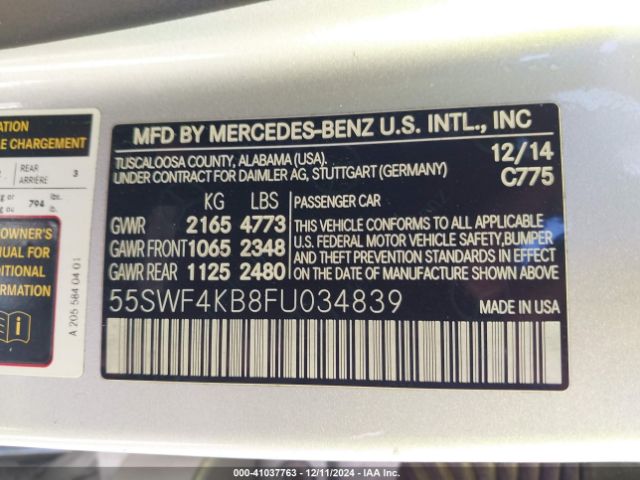 ATION
E CHARGEMENT
REAR
ARRIÈRE
3
kg or
794
lbs.
OWNER'S
MANUAL FOR
A 205 584 04 01
MFD BY MERCEDES-BENZ U.S. INTL., INC
TUSCALOOSA COUNTY, ALABAMA (USA).
UNDER CONTRACT FOR DAIMLER AG, STUTTGART (GERMANY)
12/14
C775
KG LBS
GVWR 2165 4773
GAWR FRONT 1065 2348
GAWR REAR 1125 2480
PASSENGER CAR
THIS VEHICLE CONFORMS TO ALL APPLICABLE
U.S. FEDERAL MOTOR VEHICLE SAFETY, BUMPER
AND THEFT PREVENTION STANDARDS IN EFFECT
ON THE DATE OF MANUFACTURE SHOWN ABOVE.
55SWF4KB8FU034839
MADE IN USA
000-41037763 • 12/11/2024 • IAA Inc.